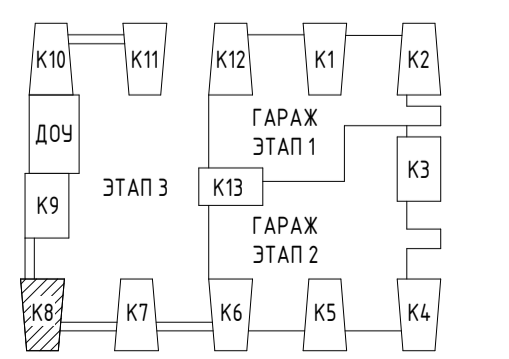 К10
К11
К12
К1
К2
ГАРАЖ
ЭТАП 1
ДОУ
К3
ЭТАП 3
К13
К9
ГАРАЖ
ЭТАП 2
К8
К7
К6
К5
К4